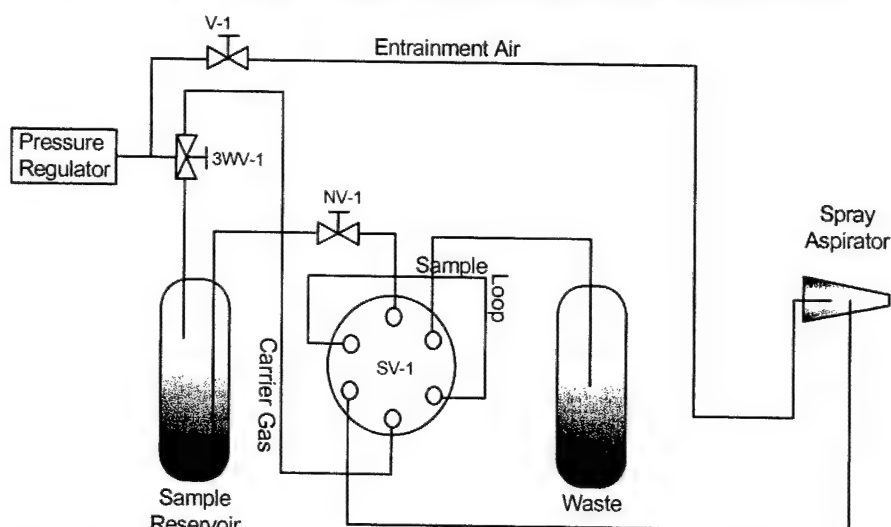 V-1
Entrainment Air
Pressure
Regulator
3WV-1
NV-1
Spray
Aspirator
Sample
Loop
SV-1
Carrier Gas
Sample
Reservoir
Waste